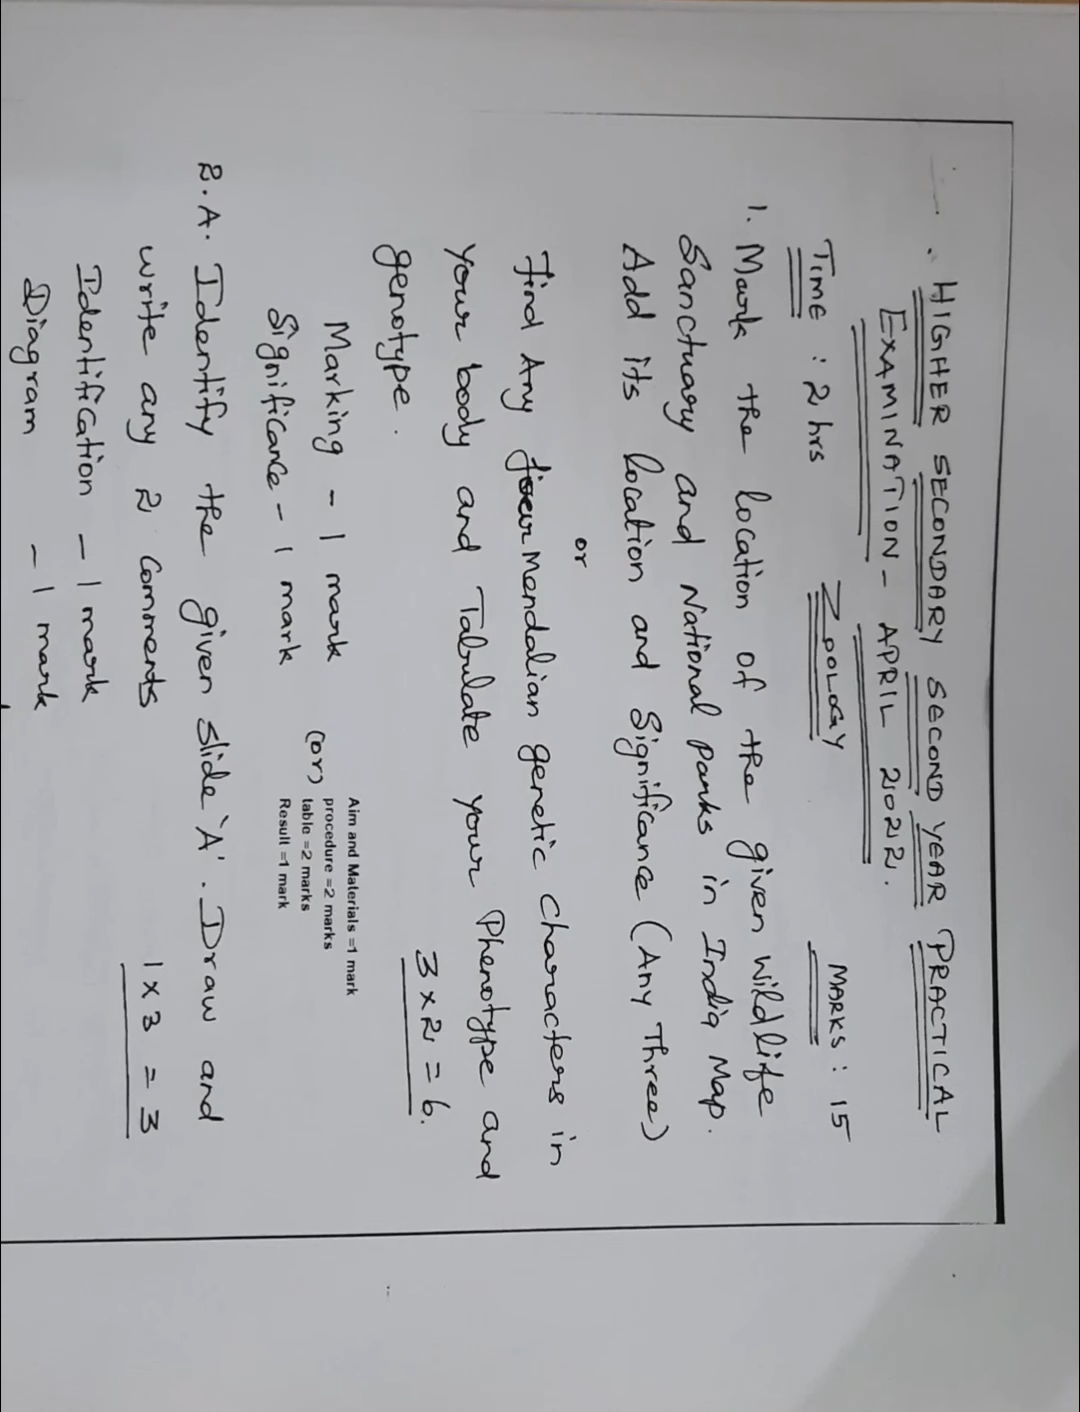 HIGHER SECONDARY SECOND YEAR PRACTICAL
EXAMINATION - APRIL 2022.
Time : 2 hrs ZOOLOGY MARKS : 15
1. Mark the location of the given wildlife
Sanctuary and National Parks in India Map.
Add its location and Significance (Any Three)
or
Find Any four Mendalian genetic characters in
your body and Tabulate your Phenotype and
genotype.
3 x 2 = 6.
Marking - 1 mark
Significance - 1 mark
(or)
Aim and Materials =1 mark
procedure =2 marks
table =2 marks
Result =1 mark
2. A. Identify the given slide 'A'. Draw and
write any 2 Comments
1 x 3 = 3
Identification - 1 mark
Diagram - 1 mark